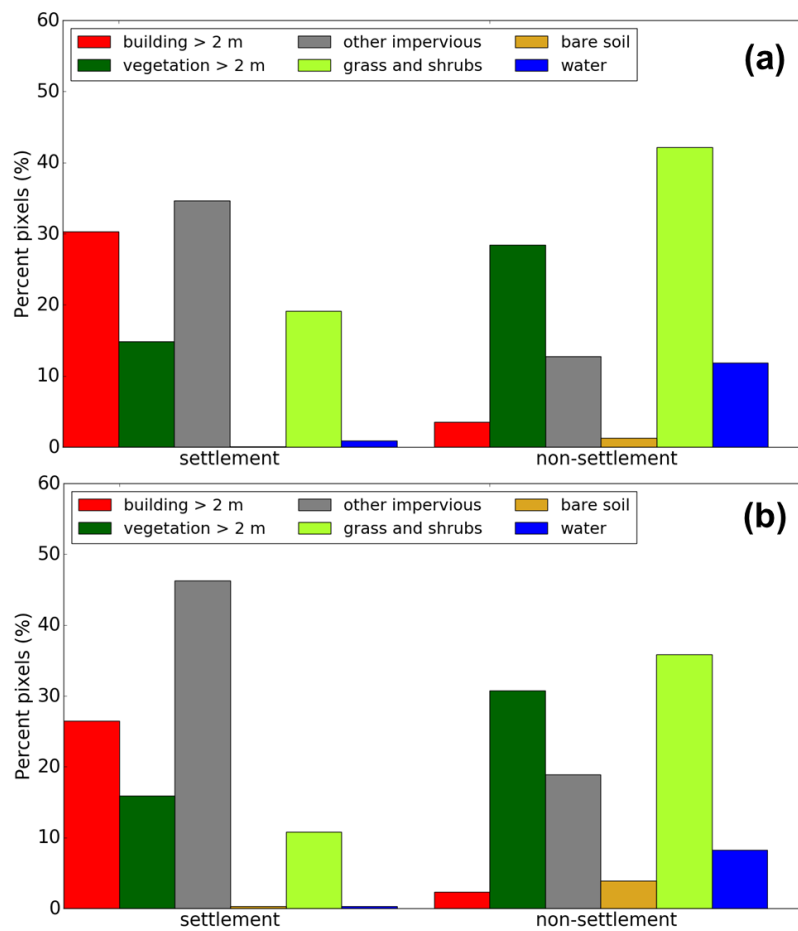 60
building > 2 m other impervious bare soil
vegetation > 2 m grass and shrubs water
(a)
50
40
30
20
10
0
Percent pixels (%)
settlement non-settlement
60
building > 2 m other impervious bare soil
vegetation > 2 m grass and shrubs water
(b)
50
40
30
20
10
0
Percent pixels (%)
settlement non-settlement